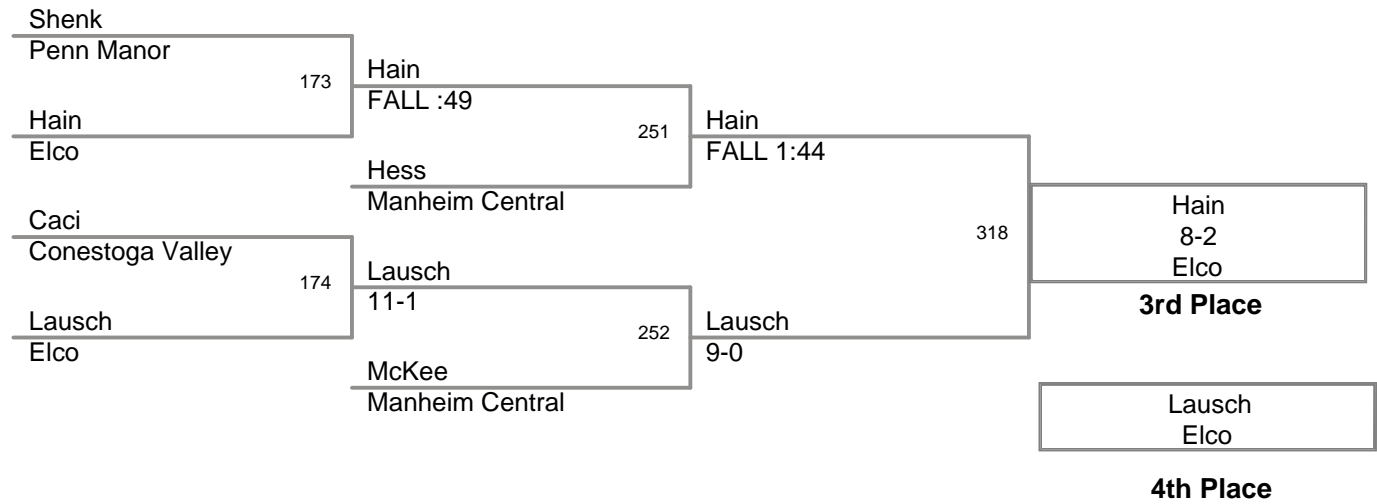 Shenk
Penn Manor
173
Hain
FALL :49
Hain
Elco
251
Hain
FALL 1:44
Hess
Manheim Central
Caci
Conestoga Valley
318
Hain
8-2
Elco
3rd Place
174
Lausch
11-1
Lausch
Elco
252
Lausch
9-0
McKee
Manheim Central
Lausch
Elco
4th Place